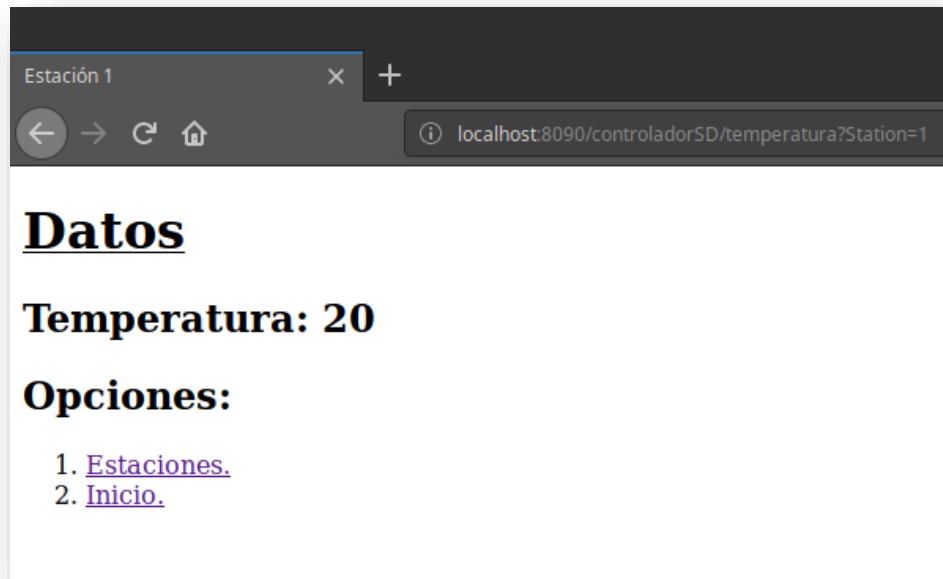 Estación 1
localhost:8090/controladorSD/temperatura?Station=1
Datos
Temperatura: 20
Opciones:
1. Estaciones.
2. Inicio.